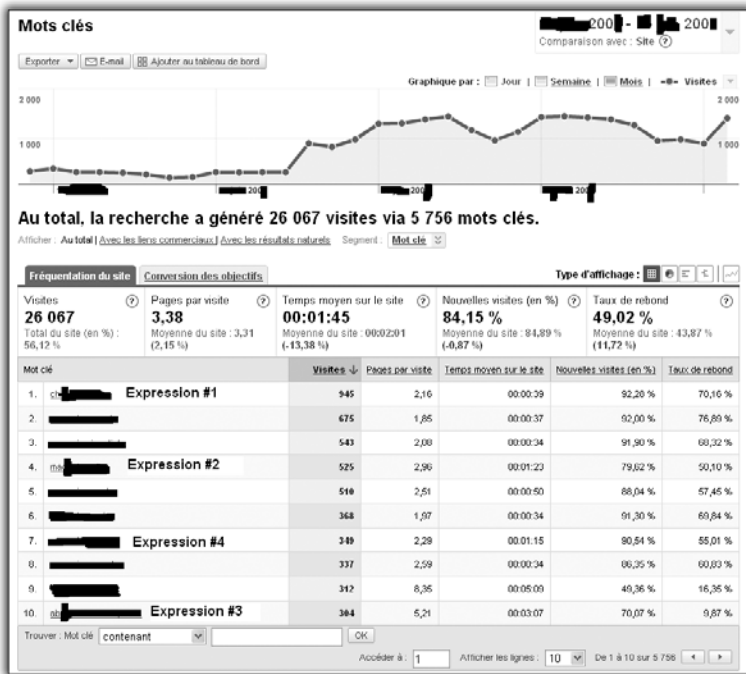 Mots clés
200 - 200
Comparaison avec : Site ?
Exporter E-mail Ajouter au tableau de bord
Graphique par : Jour | Semaine | Mois | Visites
2 000 2 000
1 000 1 000
200 200
Au total, la recherche a généré 26 067 visites via 5 756 mots clés.
Afficher : Au total | Avec les liens commerciaux | Avec les résultats naturels Segment : Mot clé
Fréquentation du site Conversion des objectifs Type d'affichage :
Visites ? Pages par visite ? Temps moyen sur le site ? Nouvelles visites (en %) ? Taux de rebond ?
26 067 3,38 00:01:45 84,15 % 49,02 %
Total du site (en %) : Moyenne du site : 3,31 Moyenne du site : 00:02:01 Moyenne du site : 84,89 % Moyenne du site : 43,87 %
56,12 % (2,15 %) (-13,38 %) (-0,87 %) (11,72 %)
Mot clé Visites ↓ Pages par visite Temps moyen sur le site Nouvelles visites (en %) Taux de rebond
1. Expression #1 945 2,16 00:00:39 92,28 % 70,16 %
2. 675 1,85 00:00:37 92,00 % 76,89 %
3. 543 2,08 00:00:34 91,90 % 68,32 %
4. Expression #2 525 2,96 00:01:23 79,62 % 50,10 %
5. 510 2,51 00:00:50 88,04 % 57,45 %
6. 368 1,97 00:00:34 91,30 % 69,84 %
7. Expression #4 349 2,29 00:01:15 90,54 % 55,01 %
8. 337 2,59 00:00:34 86,35 % 60,83 %
9. 312 8,35 00:05:09 49,36 % 16,35 %
10. Expression #3 304 5,21 00:03:07 70,07 % 9,87 %
Trouver : Mot clé contenant OK
Accéder à : 1 Afficher les lignes : 10 De 1 à 10 sur 5 756